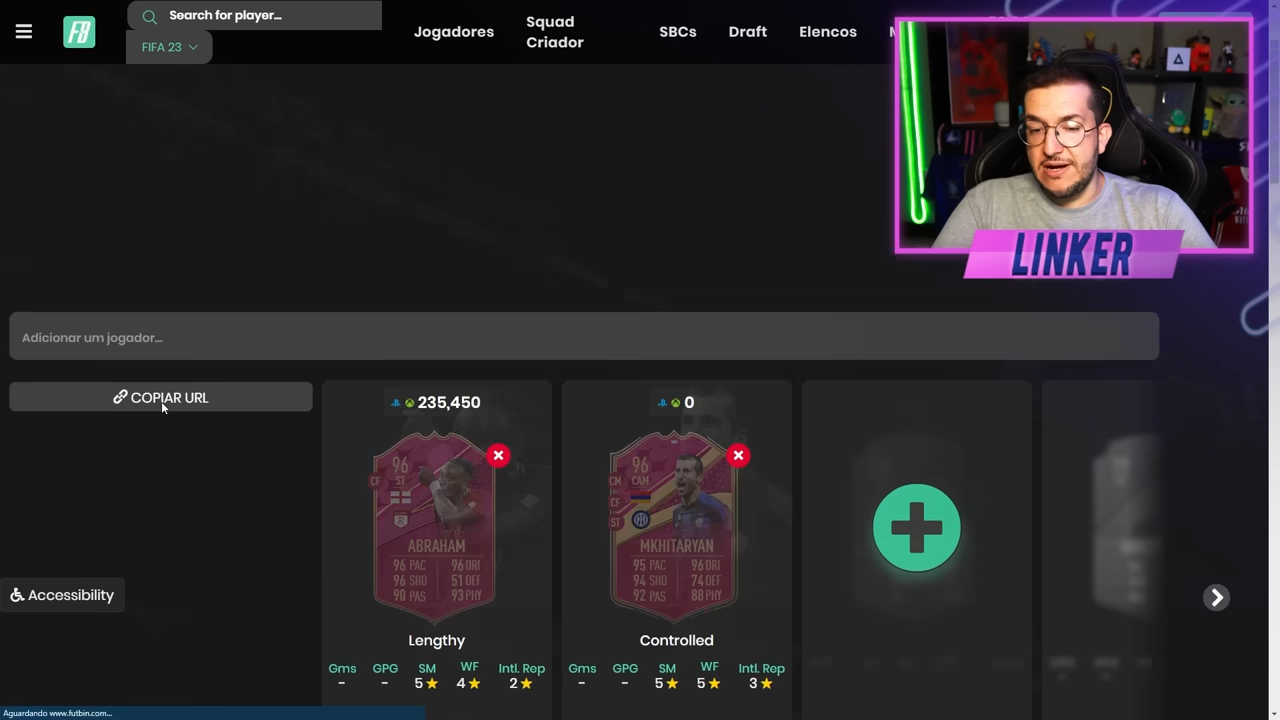 Search for player...
FIFA 23
Jogadores
Squad Criador
SBCs
Draft
Elencos
LINKER
Adicionar um jogador...
COPIAR URL
235,450
0
96
CF
ST
ABRAHAM
96 PAC 96 DRI
96 SHO 51 DEF
90 PAS 93 PHY
96
CM
CAM
CF
ST
MKHITARYAN
95 PAC 96 DRI
94 SHO 74 DEF
92 PAS 88 PHY
Accessibility
Lengthy
Controlled
Gms GPG SM WF Intl. Rep
- - 5 4 2
Gms GPG SM WF Intl. Rep
- - 5 5 3
Aguardando www.futbin.com...